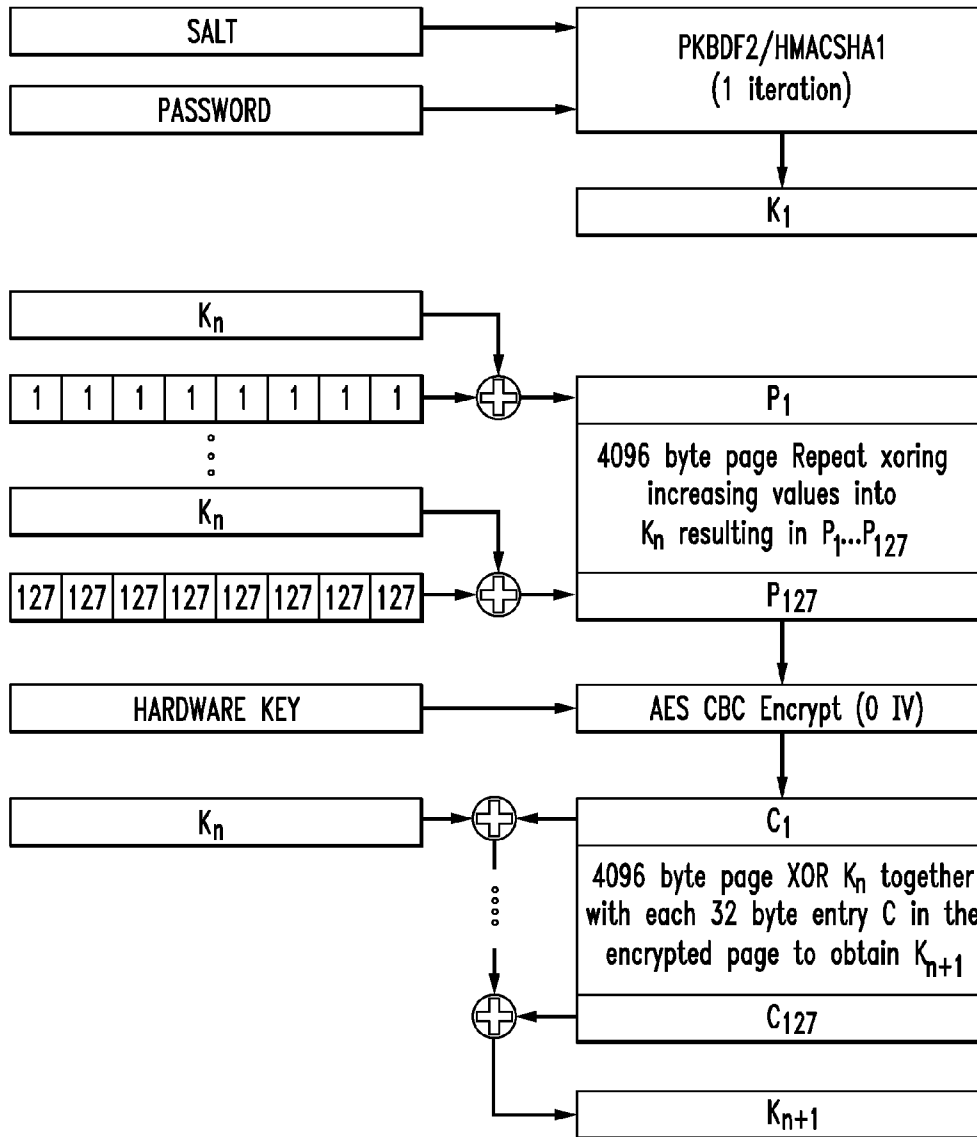 SALT
PKBDF2/HMACSHA1
(1 iteration)
PASSWORD
K1
Kn
1 1 1 1 1 1 1 1
P1
4096 byte page Repeat xoring
increasing values into
Kn resulting in P1...P127
Kn
127 127 127 127 127 127 127 127
P127
HARDWARE KEY
AES CBC Encrypt (0 IV)
Kn
C1
4096 byte page XOR Kn together
with each 32 byte entry C in the
encrypted page to obtain Kn+1
C127
Kn+1